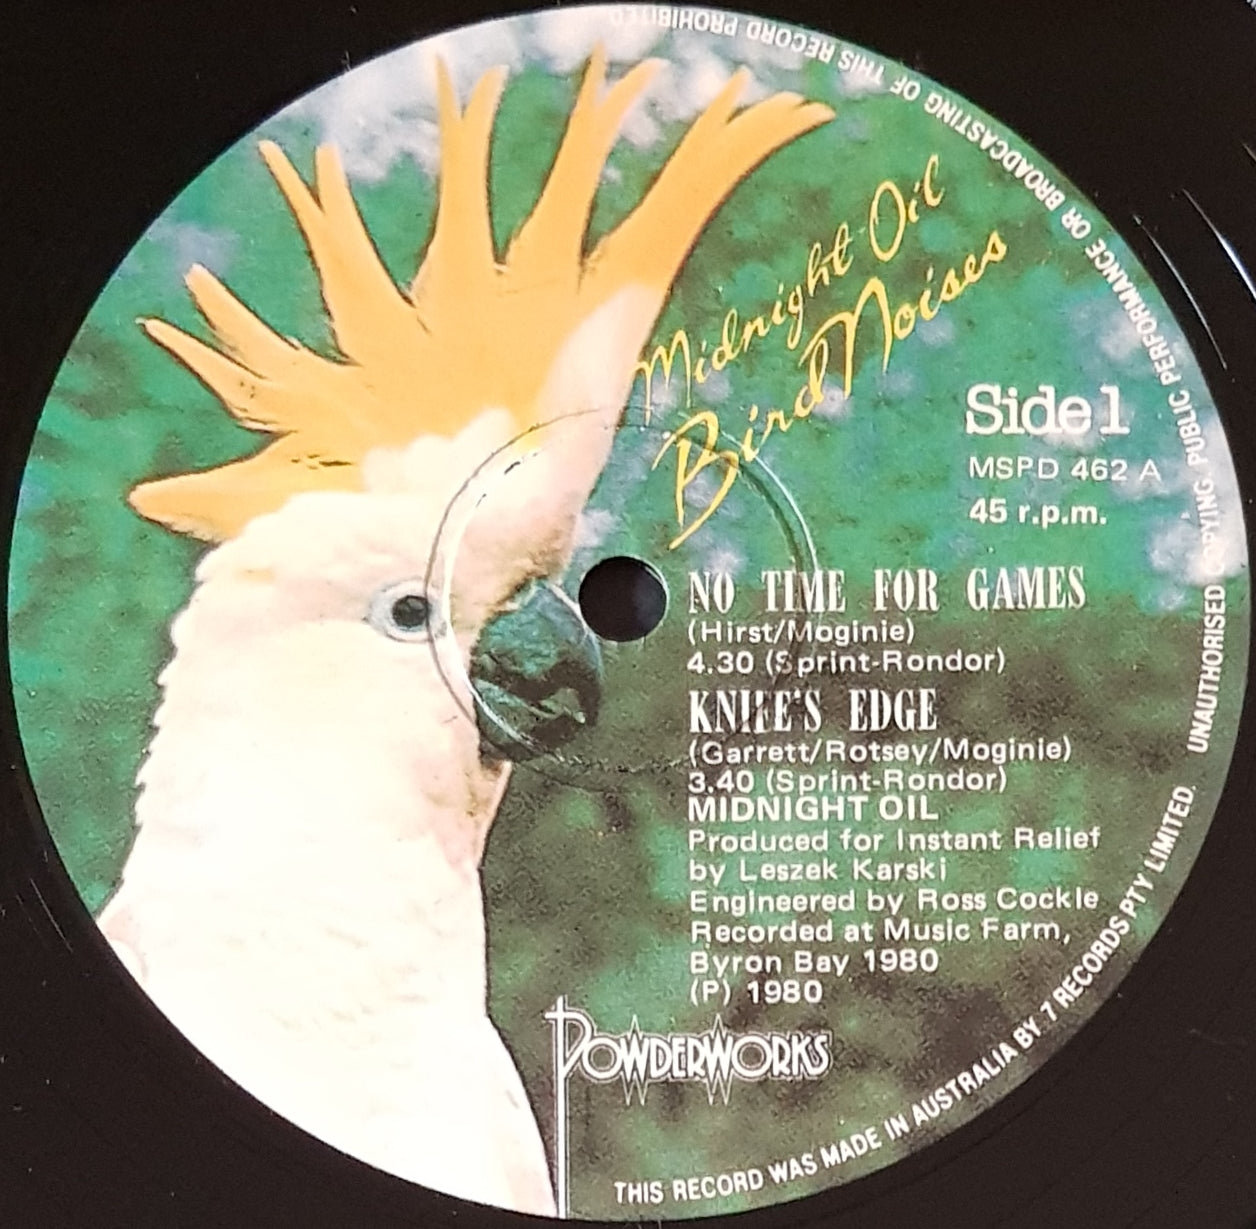 Midnight Oil
Bird Noises
Side 1
MSPD 462 A
45 r.p.m.
NO TIME FOR GAMES
(Hirst/Moginie)
4.30 (Sprint-Rondor)
KNIFE'S EDGE
(Garrett/Rotsey/Moginie)
3.40 (Sprint-Rondor)
MIDNIGHT OIL
Produced for Instant Relief
by Leszek Karski
Engineered by Ross Cockle
Recorded at Music Farm,
Byron Bay 1980
(P) 1980
POWDERWORKS
THIS RECORD WAS MADE IN AUSTRALIA BY 7 RECORDS PTY LIMITED. UNAUTHORISED COPYING, PUBLIC PERFORMANCE OR BROADCASTING OF THIS RECORD PROHIBITED